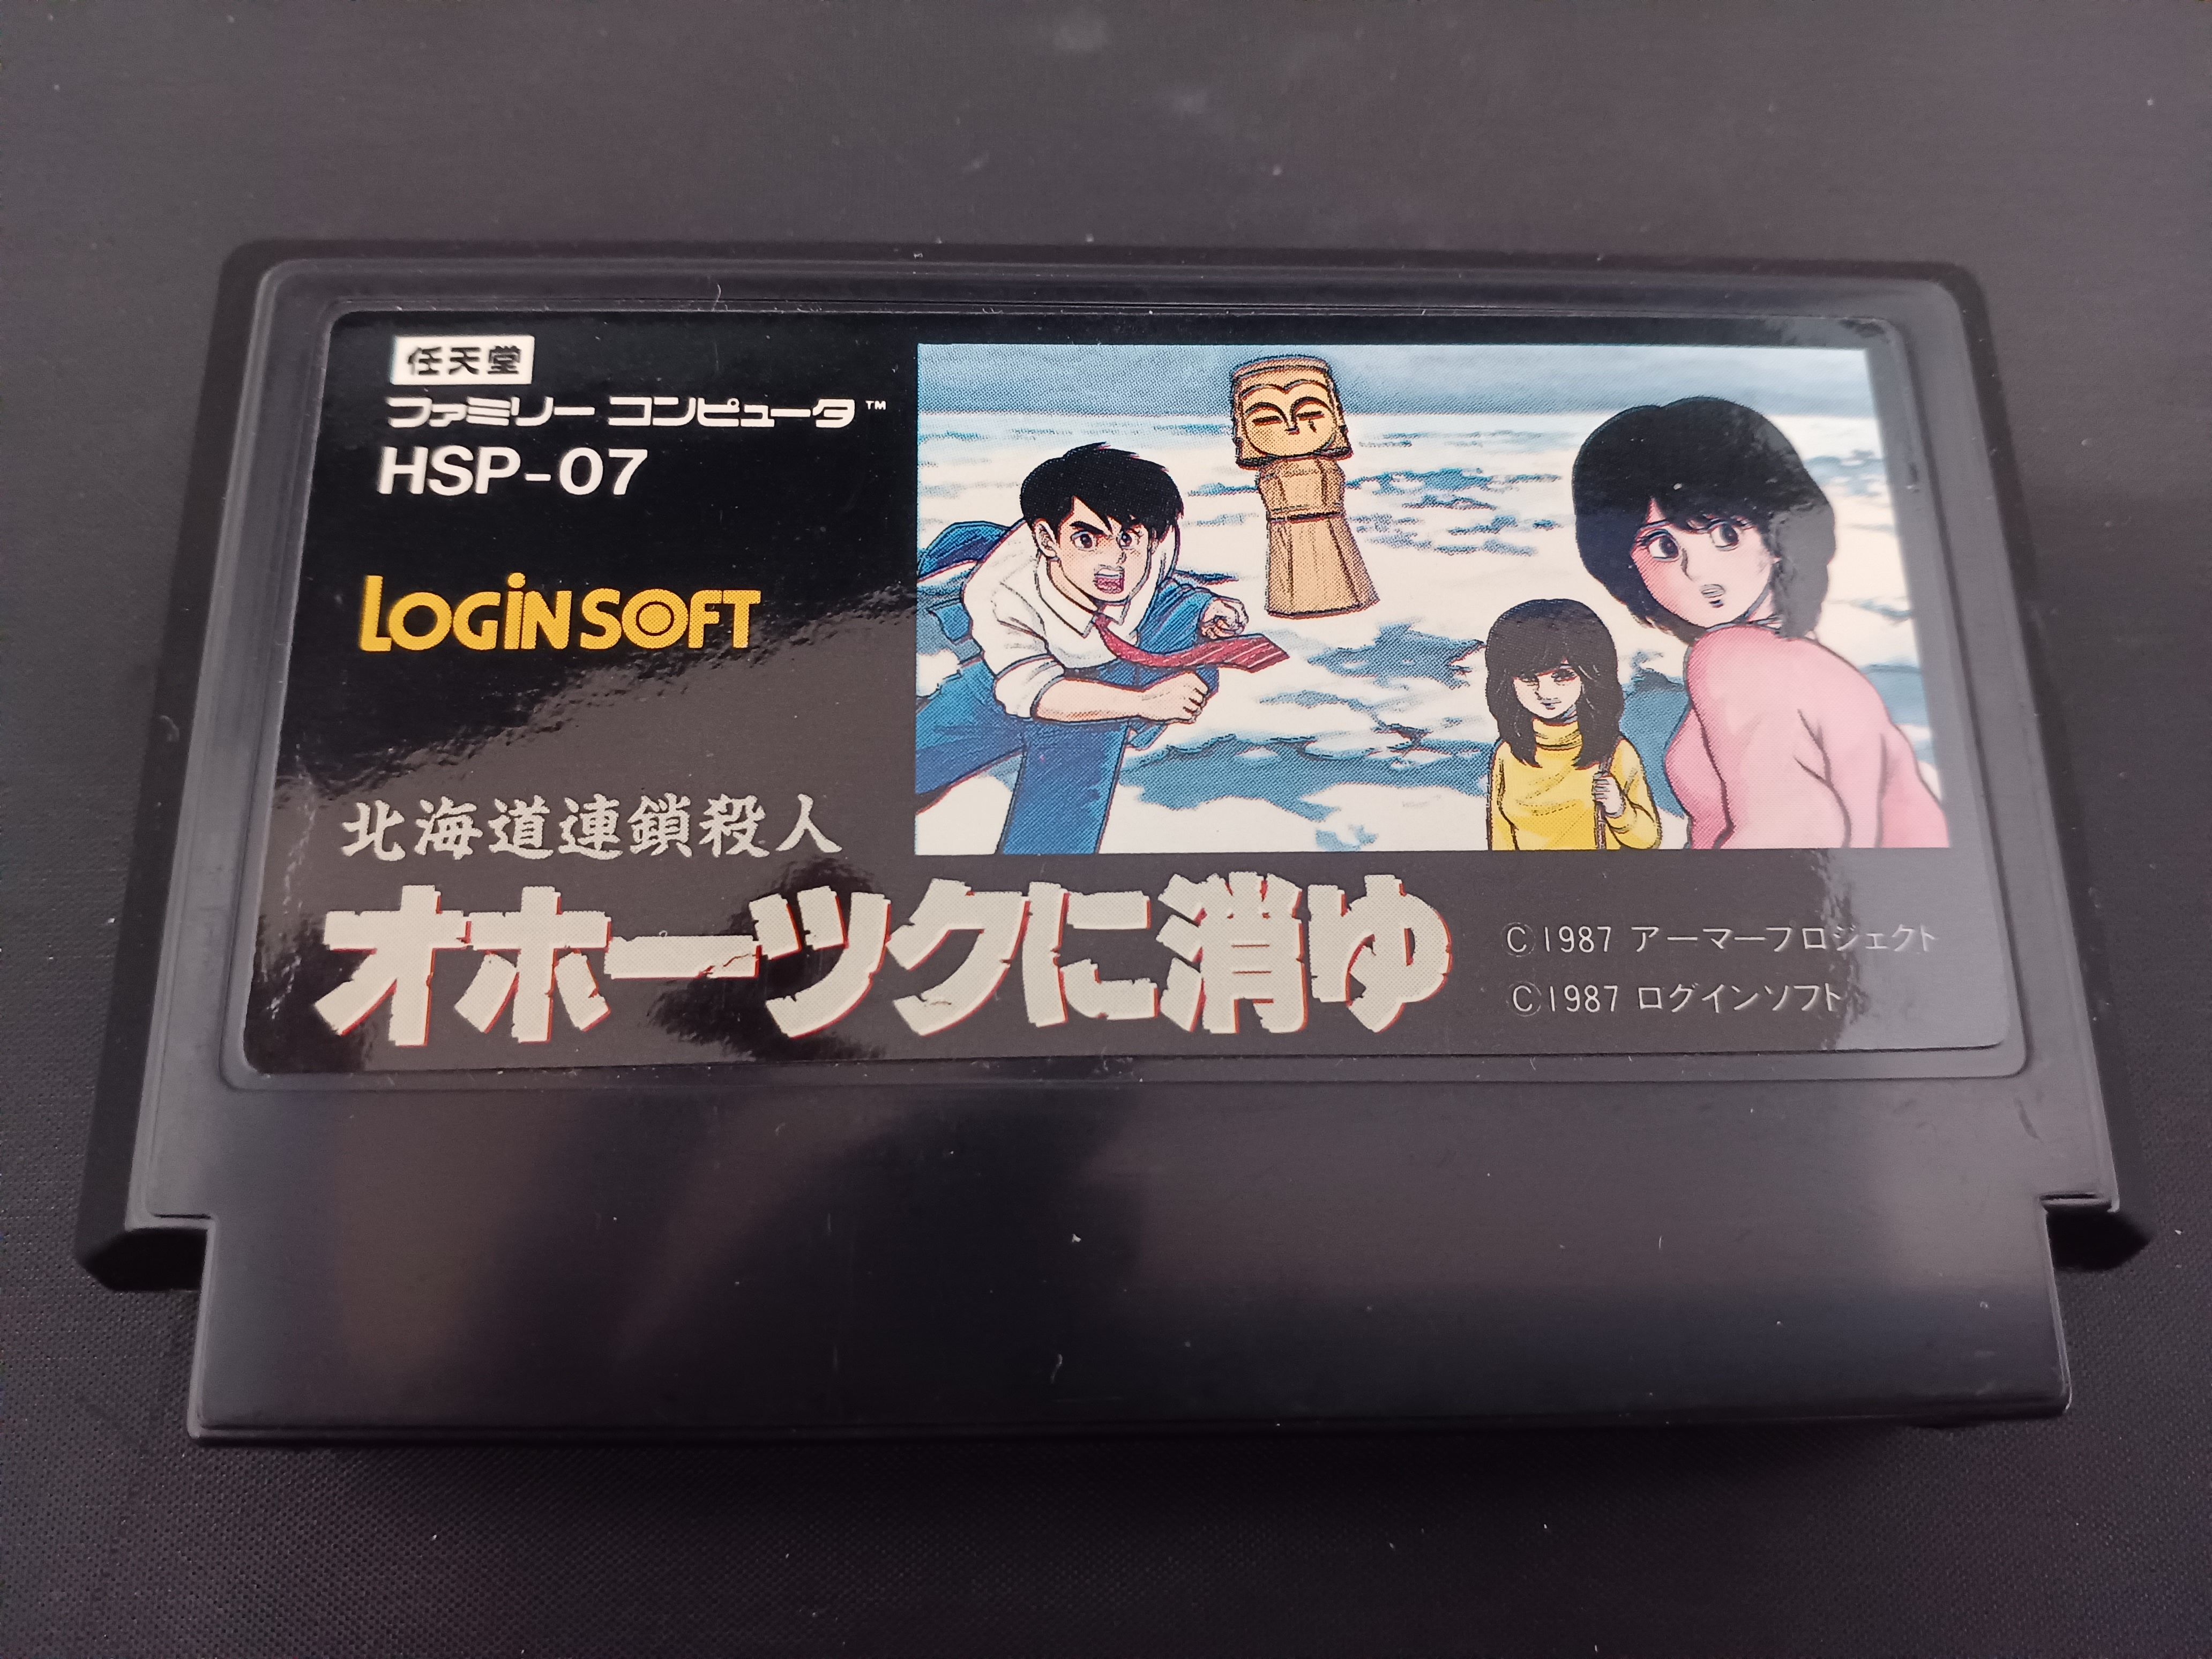 任天堂
ファミリー コンピュータ™
HSP-07
LOGiN SOFT
北海道連鎖殺人
オホーツクに消ゆ
©1987 アーマープロジェクト
©1987 ログインソフト